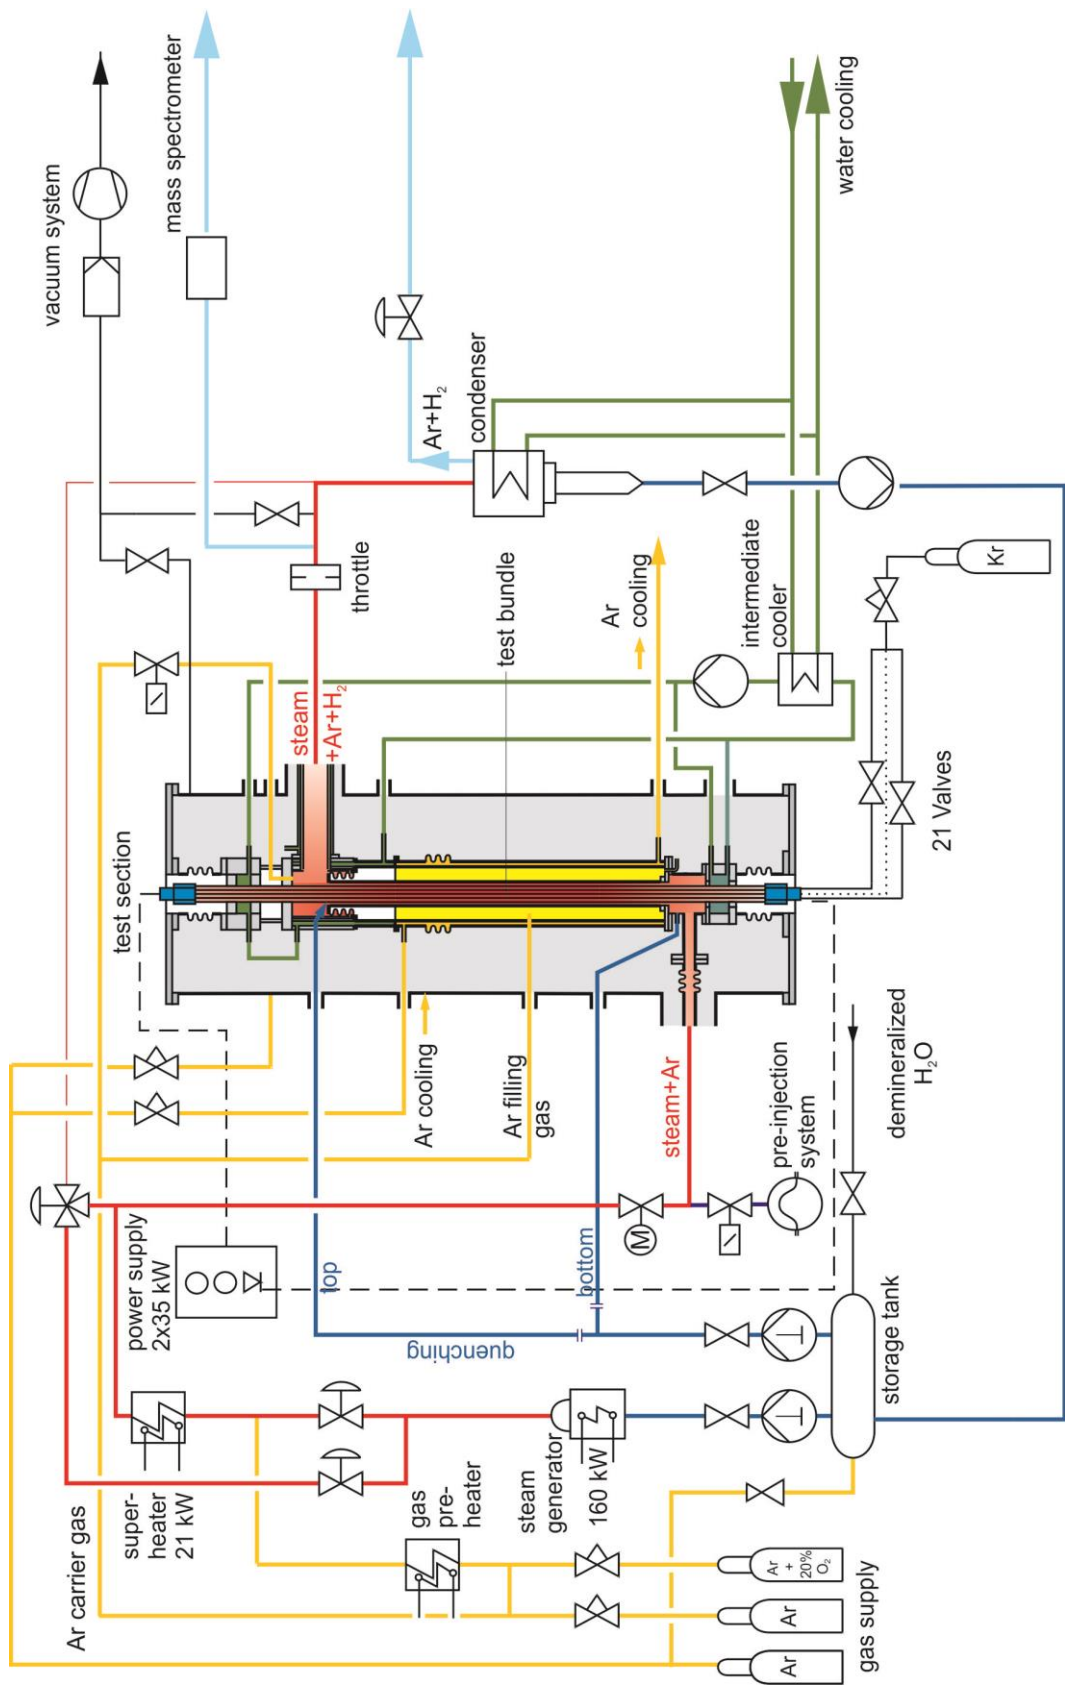 vacuum system
mass spectrometer
Ar+H₂
condenser
water cooling
throttle
test bundle
Ar
cooling
intermediate
cooler
Kr
steam
+Ar+H₂
21 Valves
test section
Ar cooling
Ar filling
gas
steam+Ar
demineralized
H₂O
pre-injection
system
M
power supply
2x35 kW
top
bottom
quenching
storage tank
super-
heater
21 kW
gas
pre-
heater
steam
generator
160 kW
Ar carrier gas
Ar
+
20%
O₂
Ar
Ar
gas supply